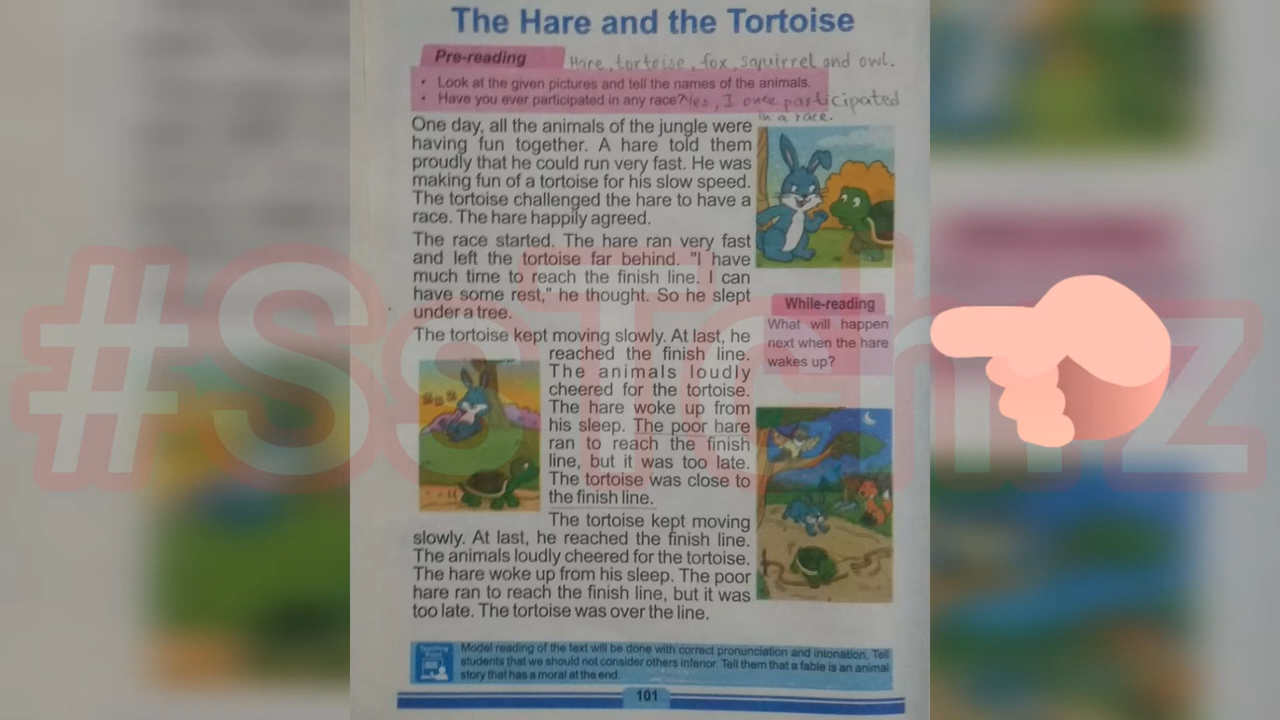 The Hare and the Tortoise
Pre-reading
Hare, tortoise, fox, squirrel and owl.
• Look at the given pictures and tell the names of the animals.
• Have you ever participated in any race? Yes, I once participated
in a race.
One day, all the animals of the jungle were
having fun together. A hare told them
proudly that he could run very fast. He was
making fun of a tortoise for his slow speed.
The tortoise challenged the hare to have a
race. The hare happily agreed.
The race started. The hare ran very fast
and left the tortoise far behind. "I have
much time to reach the finish line. I can
have some rest," he thought. So he slept
under a tree.
While-reading
What will happen
next when the hare
wakes up?
The tortoise kept moving slowly. At last, he
reached the finish line.
The animals loudly
cheered for the tortoise.
The hare woke up from
his sleep. The poor hare
ran to reach the finish
line, but it was too late.
The tortoise was close to
the finish line.
The tortoise kept moving
slowly. At last, he reached the finish line.
The animals loudly cheered for the tortoise.
The hare woke up from his sleep. The poor
hare ran to reach the finish line, but it was
too late. The tortoise was over the line.
Teaching
Point
Model reading of the text will be done with correct pronunciation and intonation. Tell
students that we should not consider others inferior. Tell them that a fable is an animal
story that has a moral at the end.
101